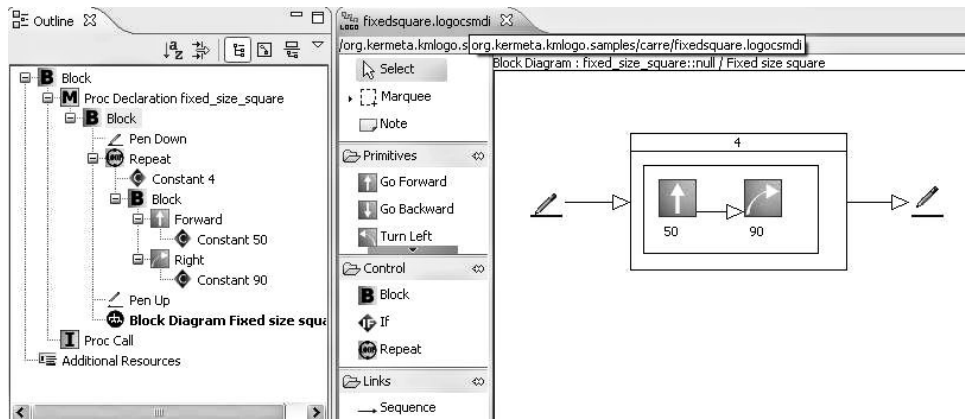 Outline
fixedsquare.logocsmdi
/org.kermeta.kmlogo.s
org.kermeta.kmlogo.samples/carre/fixedsquare.logocsmdi
Block
Proc Declaration fixed_size_square
Block
Pen Down
Repeat
Constant 4
Block
Forward
Constant 50
Right
Constant 90
Pen Up
Block Diagram Fixed size squa
Proc Call
Additional Resources
Select
Marquee
Note
Primitives
Go Forward
Go Backward
Turn Left
Control
Block
If
Repeat
Links
Sequence
Block Diagram : fixed_size_square::null / Fixed size square
4
50 90